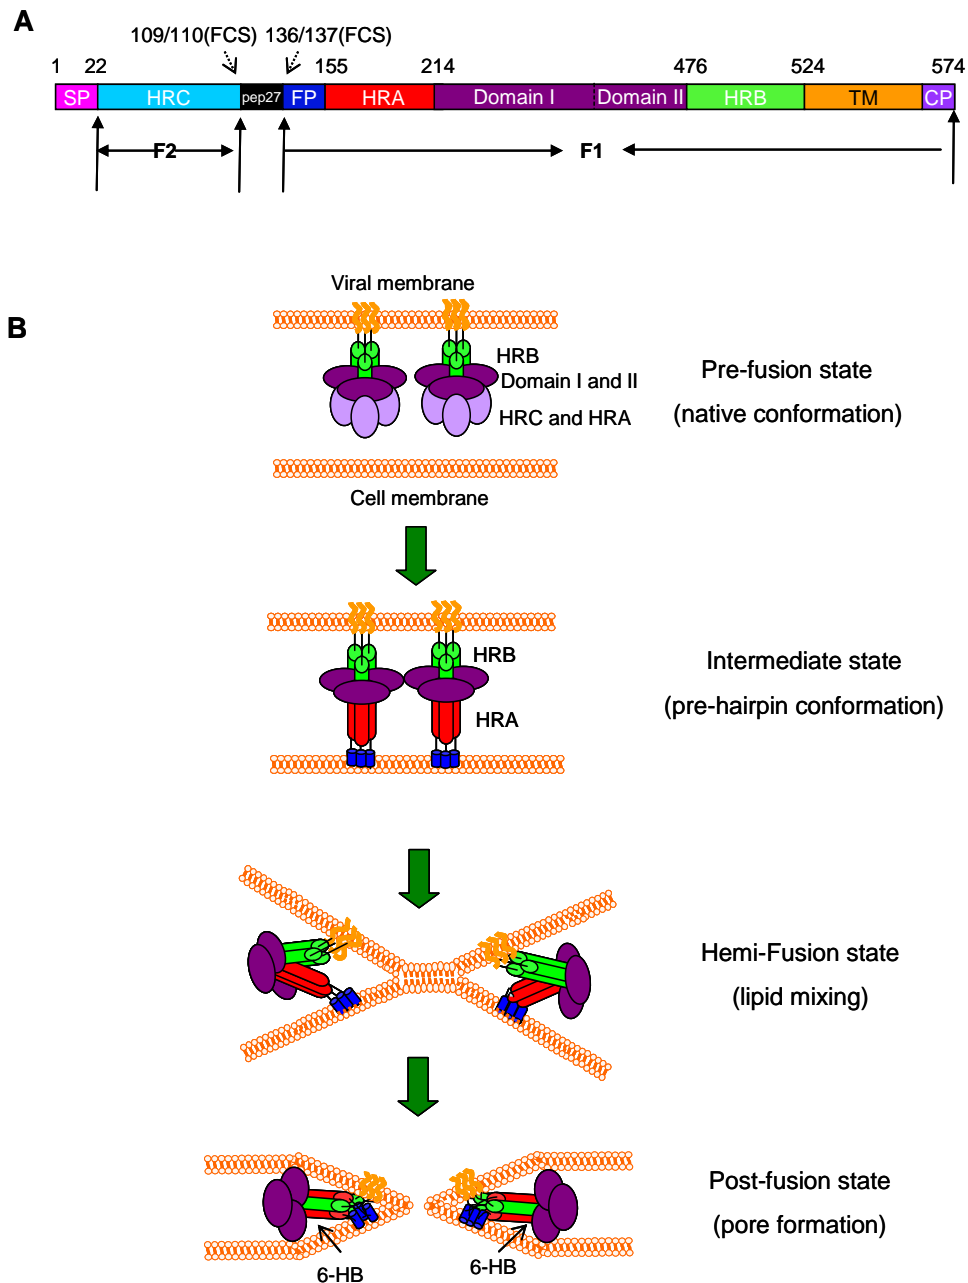 A
109/110(FCS) 136/137(FCS)
1 22 155 214 476 524 574
SP HRC pep27 FP HRA Domain I Domain II HRB TM CP
F2 F1
B
Viral membrane
HRB
Domain I and II
HRC and HRA
Pre-fusion state
(native conformation)
Cell membrane
HRB
HRA
Intermediate state
(pre-hairpin conformation)
Hemi-Fusion state
(lipid mixing)
Post-fusion state
(pore formation)
6-HB 6-HB